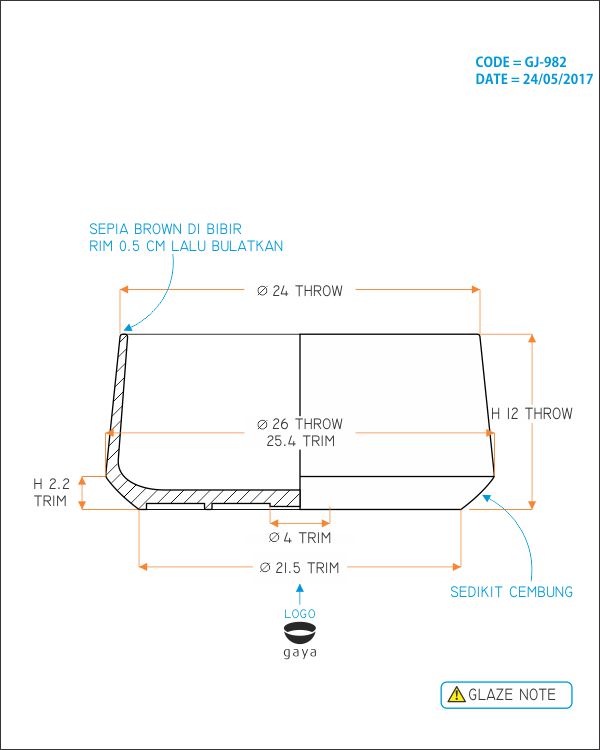 CODE = GJ-982
DATE = 24/05/2017
SEPIA BROWN DI BIBIR
RIM 0.5 CM LALU BULATKAN
Ø 24 THROW
H 12 THROW
Ø 26 THROW
25.4 TRIM
H 2.2
TRIM
Ø 4 TRIM
Ø 21.5 TRIM
SEDIKIT CEMBUNG
LOGO
gaya
GLAZE NOTE